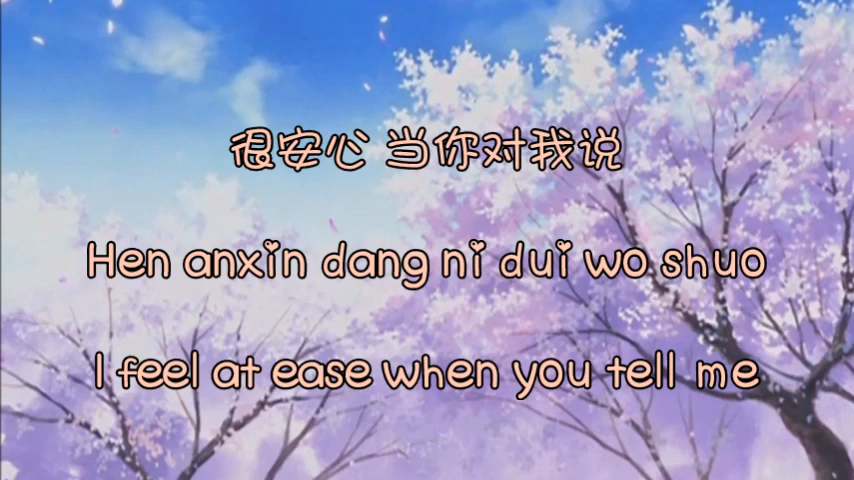 很安心 当你对我说
Hen anxin dang ni dui wo shuo
I feel at ease when you tell me